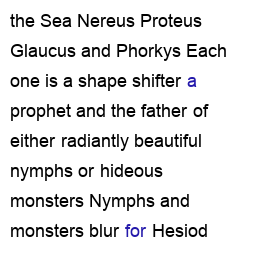 the Sea Nereus Proteus
Glaucus and Phorkys Each
one is a shape shifter a
prophet and the father of
either radiantly beautiful
nymphs or hideous
monsters Nymphs and
monsters blur for Hesiod